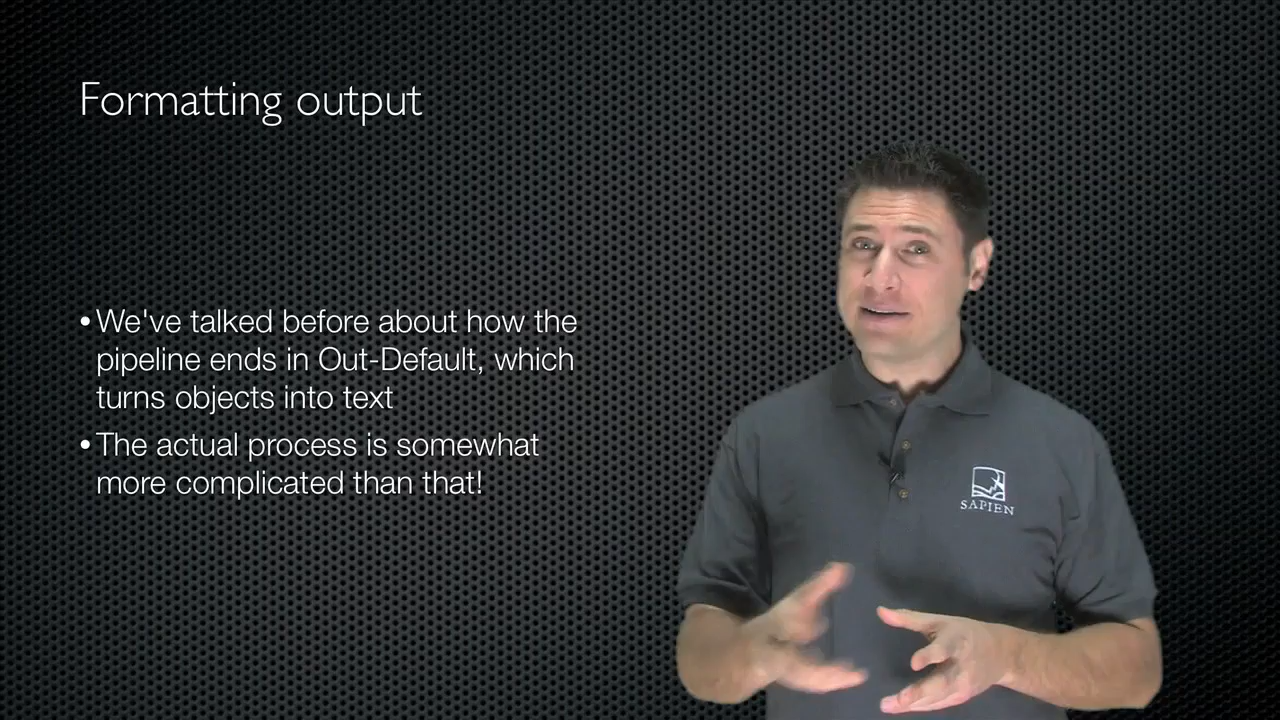 Formatting output
•We've talked before about how the
pipeline ends in Out-Default, which
turns objects into text
•The actual process is somewhat
more complicated than that!
SAPIEN